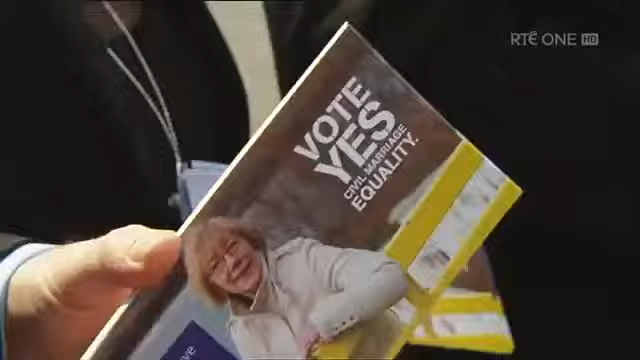 RTÉ ONE HD
VOTE
YES
CIVIL MARRIAGE
EQUALITY.